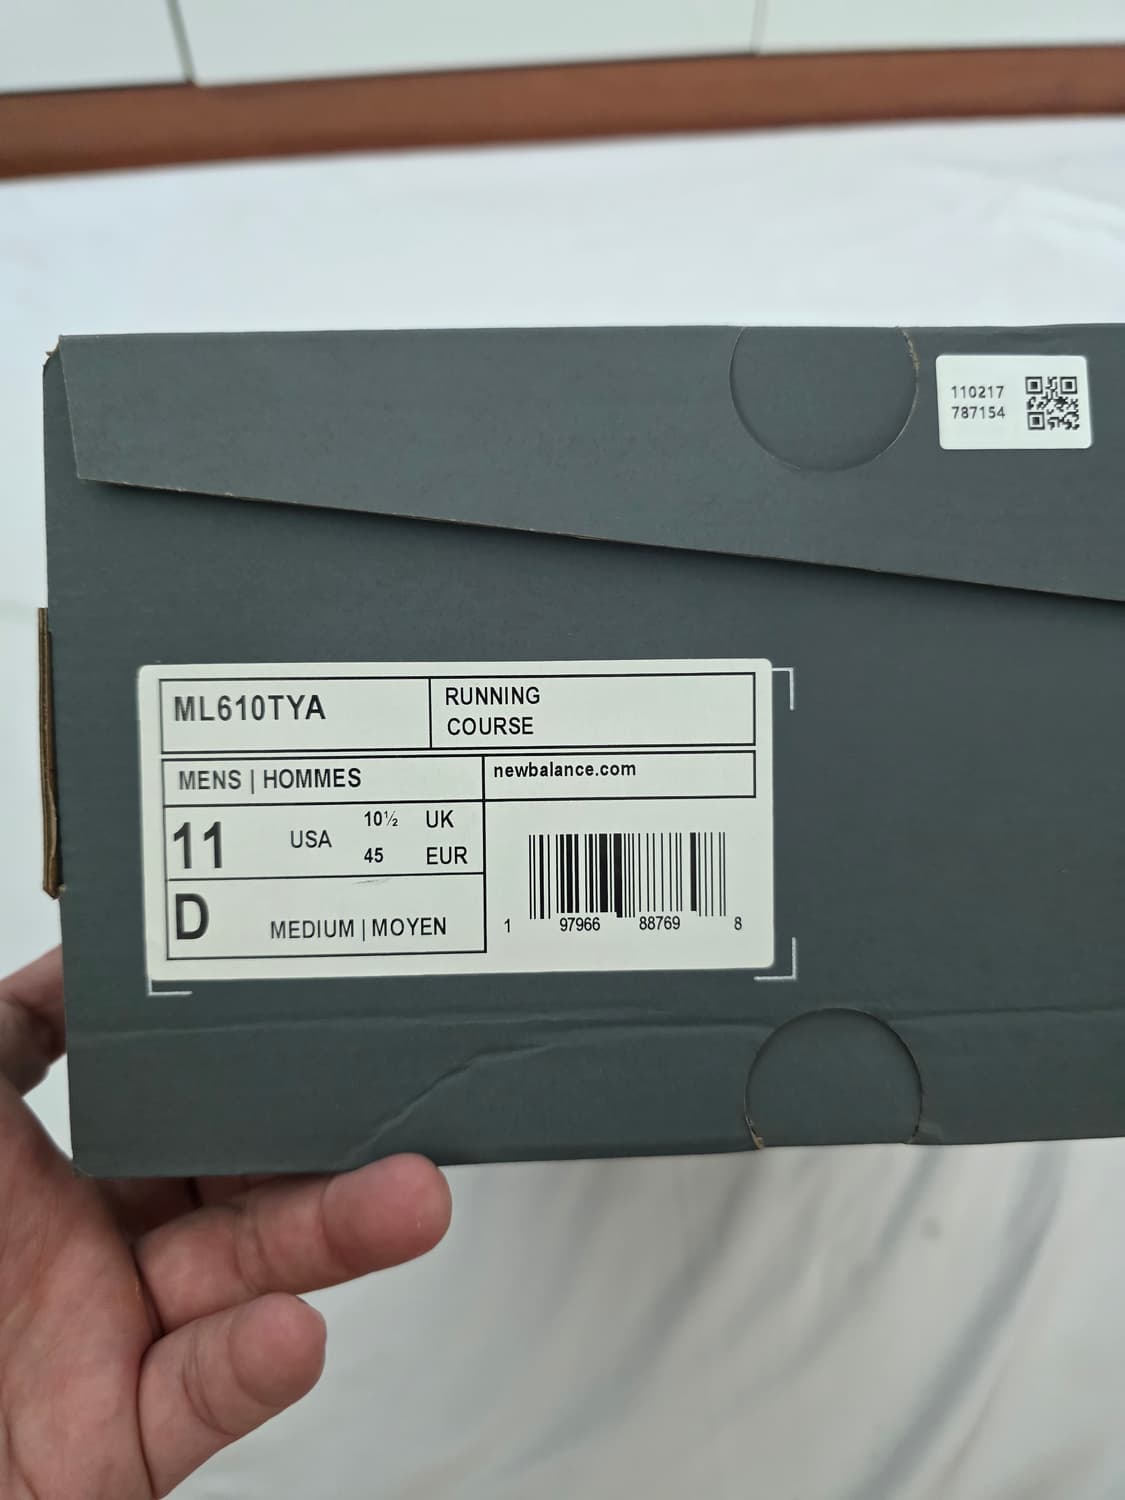 110217
787154
ML610TYA
RUNNING
COURSE
MENS | HOMMES
newbalance.com
11 USA 10½ UK
45 EUR
D MEDIUM | MOYEN
1 97966 88769 8